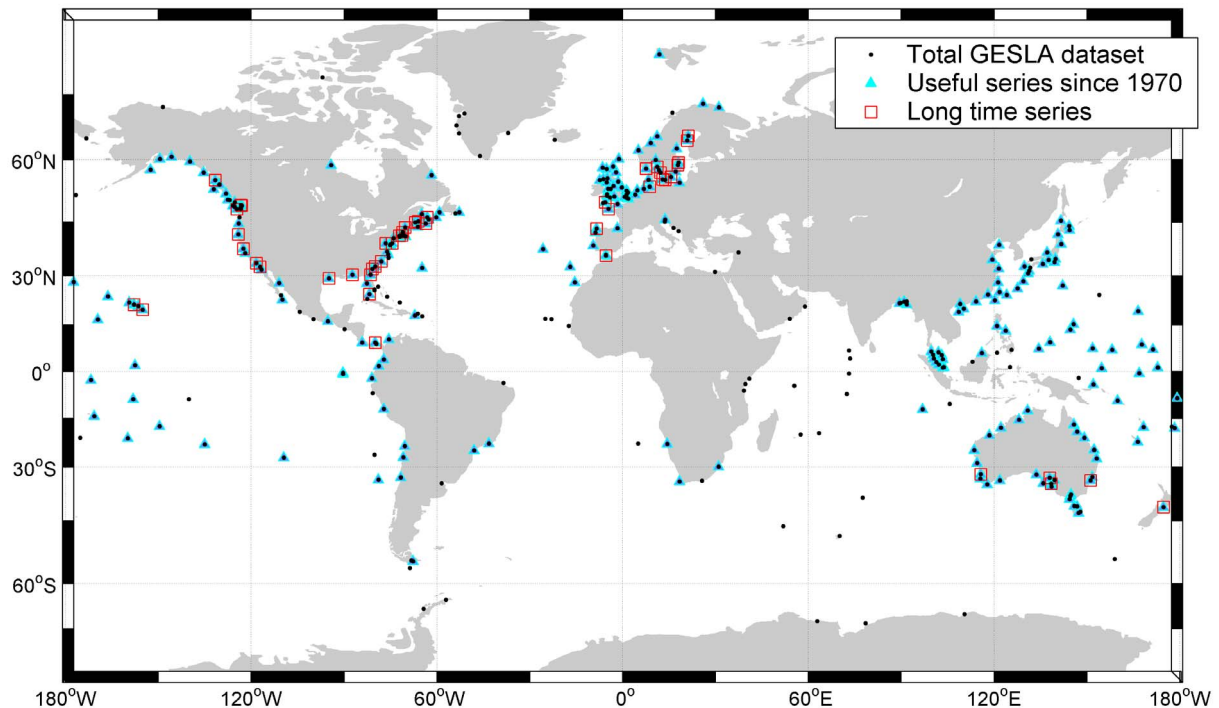 Total GESLA dataset
Useful series since 1970
Long time series
60°N
30°N
0°
30°S
60°S
180°W 120°W 60°W 0° 60°E 120°E 180°W